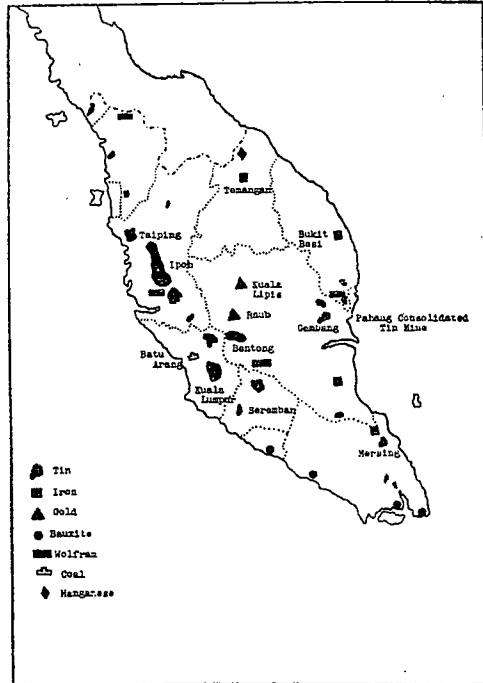 Temangan
Taiping
Bukit
Besi
Ipoh
Kuala
Lipis
Raub
Pahang Consolidated
Tin Mine
Gambang
Bentong
Batu
Arang
Kuala
Lumpur
Seremban
Mersing
Tin
Iron
Gold
Bauxite
Wolfram
Coal
Manganese